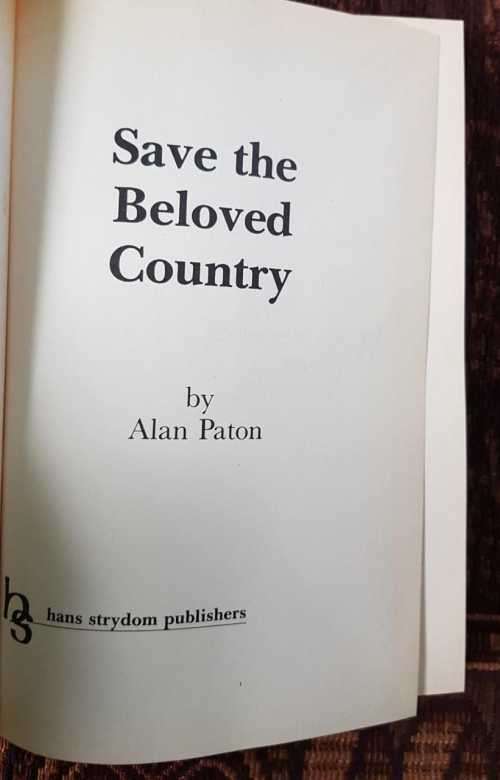 Save the
Beloved
Country
by
Alan Paton
hs
hans strydom publishers